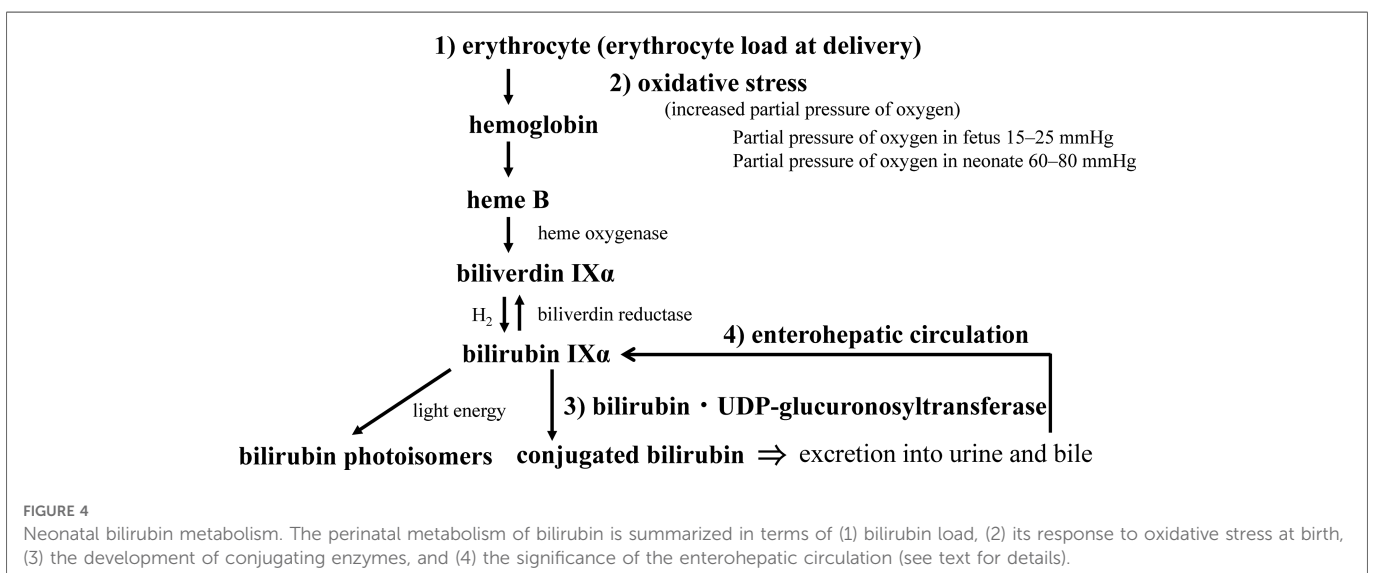 1) erythrocyte (erythrocyte load at delivery)
2) oxidative stress
(increased partial pressure of oxygen)
hemoglobin
Partial pressure of oxygen in fetus 15–25 mmHg
Partial pressure of oxygen in neonate 60–80 mmHg
heme B
heme oxygenase
biliverdin IXα
H2 biliverdin reductase
4) enterohepatic circulation
bilirubin IXα
light energy
3) bilirubin・UDP-glucuronosyltransferase
bilirubin photoisomers conjugated bilirubin ⇒ excretion into urine and bile
FIGURE 4
Neonatal bilirubin metabolism. The perinatal metabolism of bilirubin is summarized in terms of (1) bilirubin load, (2) its response to oxidative stress at birth,
(3) the development of conjugating enzymes, and (4) the significance of the enterohepatic circulation (see text for details).